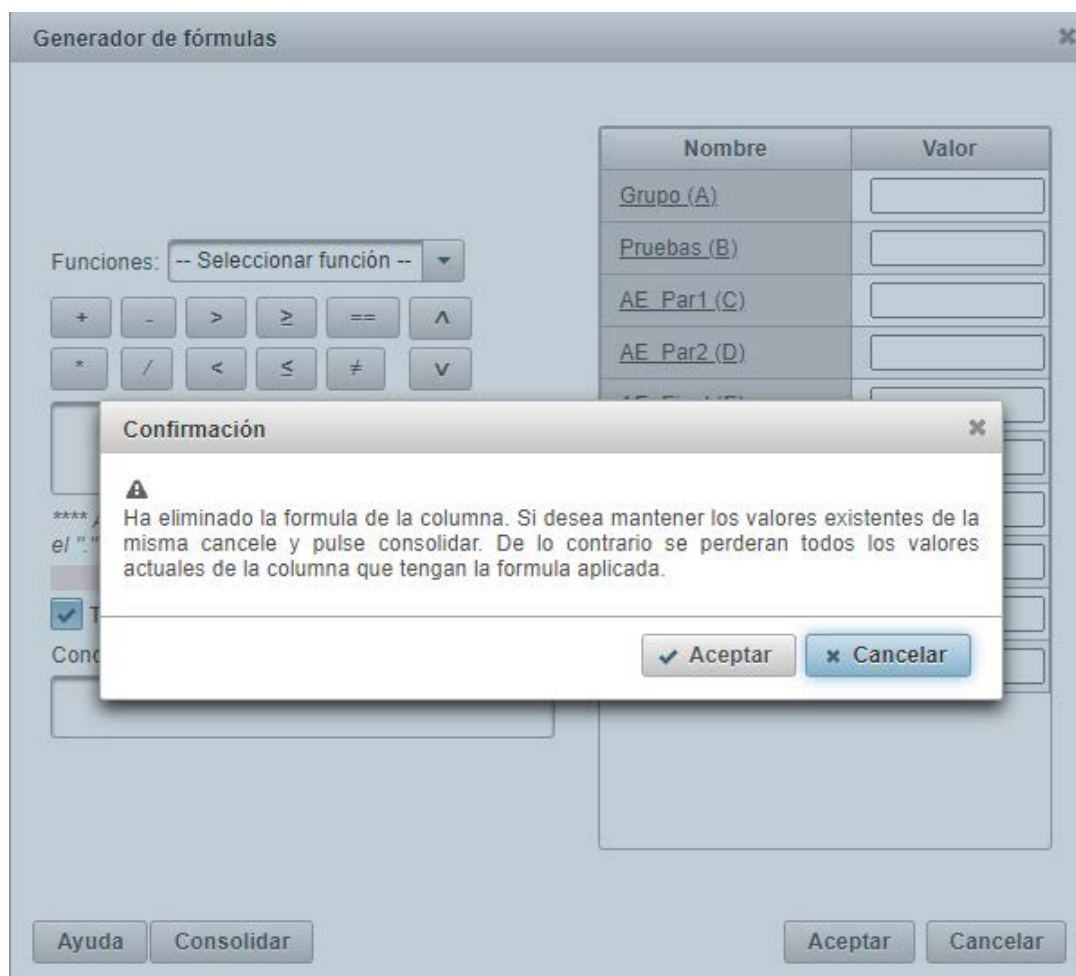 Generador de fórmulas
Nombre Valor
Grupo (A)
Pruebas (B)
AE_Par1 (C)
AE_Par2 (D)
Funciones: -- Seleccionar función --
+ - > ≥ == ∧
* / < ≤ ≠ ∨
Confirmación
Ha eliminado la formula de la columna. Si desea mantener los valores existentes de la
misma cancele y pulse consolidar. De lo contrario se perderan todos los valores
actuales de la columna que tengan la formula aplicada.
Aceptar Cancelar
****
el "."
T
Cond
Ayuda Consolidar Aceptar Cancelar